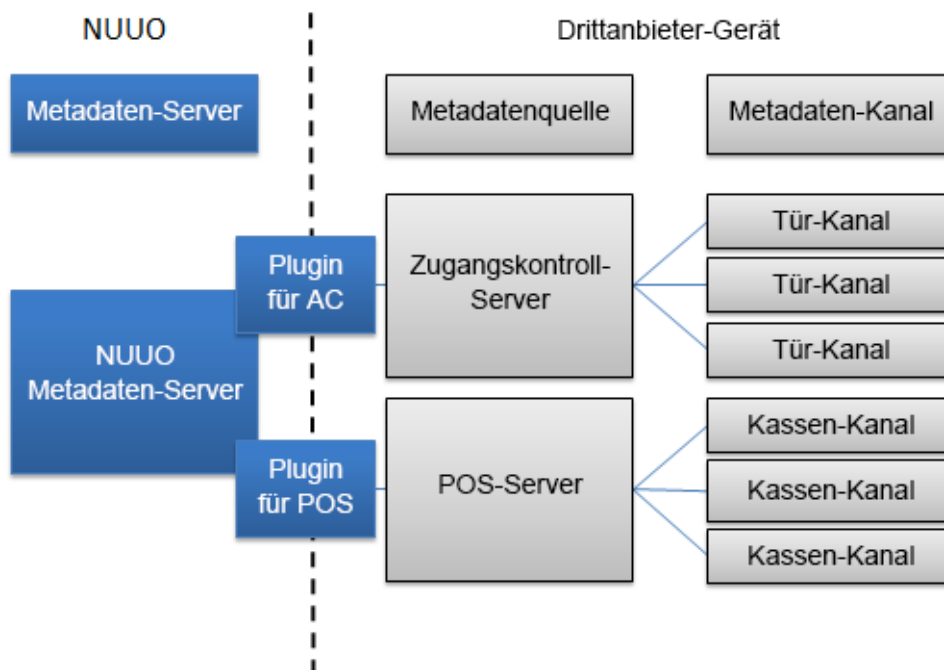 NUUO
Drittanbieter-Gerät
Metadaten-Server
Metadatenquelle
Metadaten-Kanal
Plugin
für AC
Zugangskontroll-
Server
Tür-Kanal
Tür-Kanal
Tür-Kanal
NUUO
Metadaten-Server
Plugin
für POS
POS-Server
Kassen-Kanal
Kassen-Kanal
Kassen-Kanal